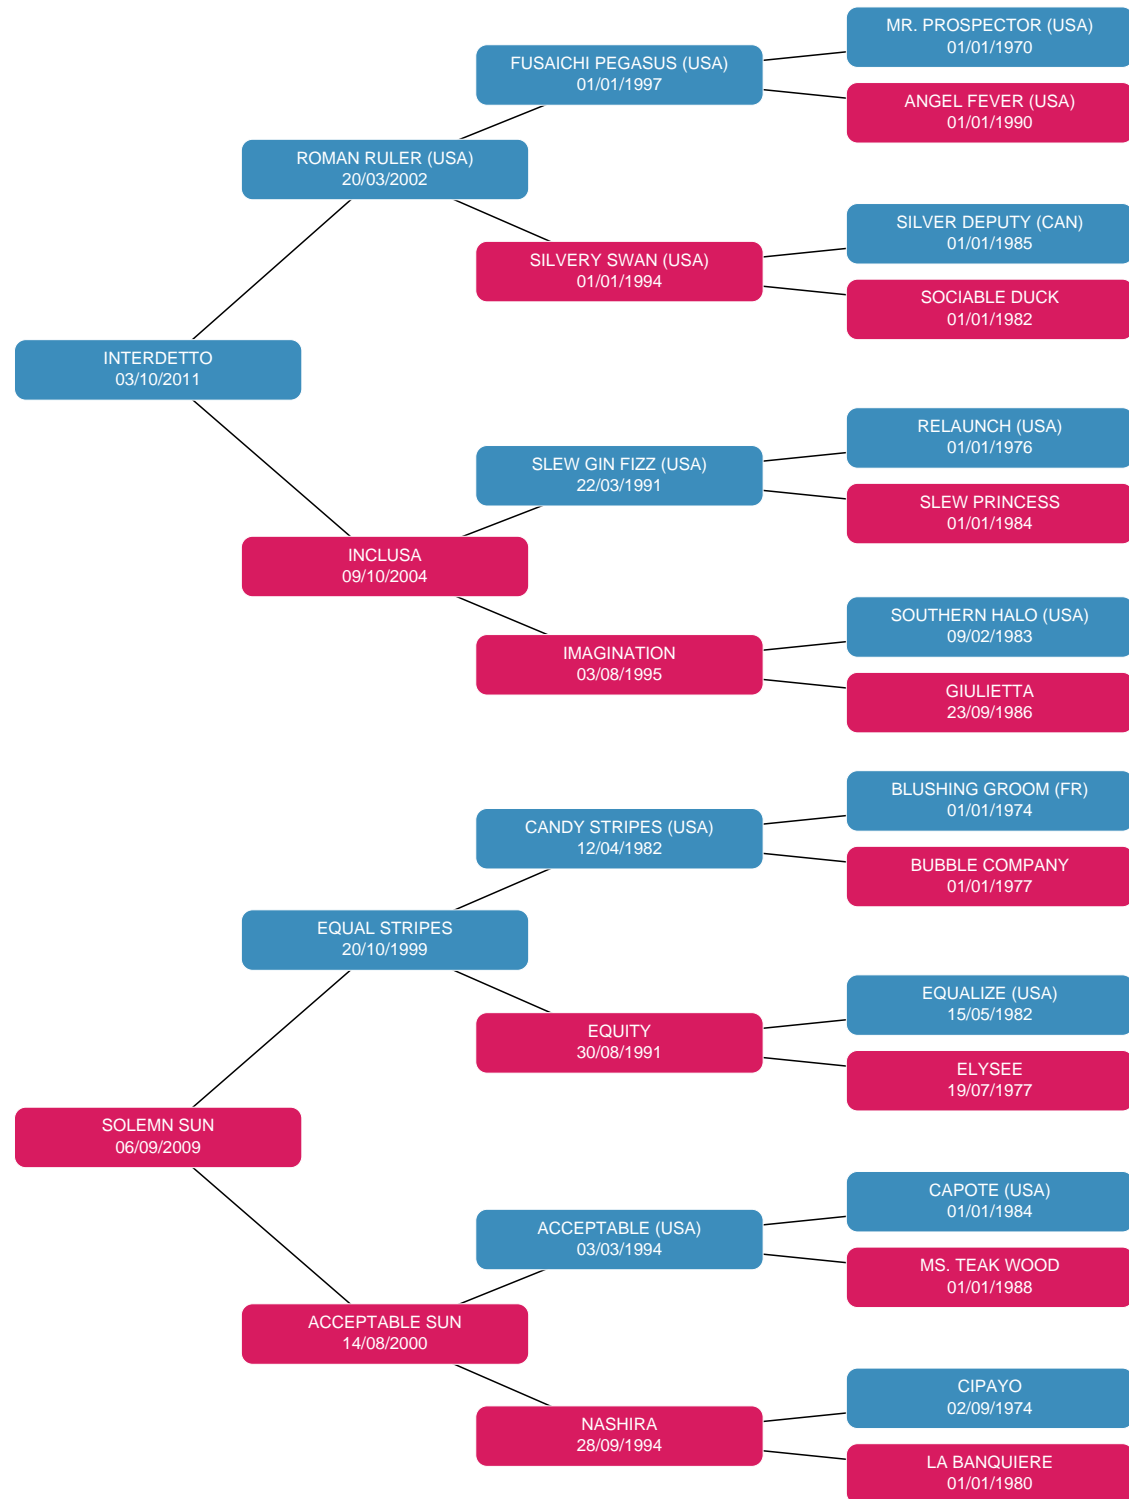 MR. PROSPECTOR (USA)
01/01/1970
FUSAICHI PEGASUS (USA)
01/01/1997
ANGEL FEVER (USA)
01/01/1990
ROMAN RULER (USA)
20/03/2002
SILVER DEPUTY (CAN)
01/01/1985
SILVERY SWAN (USA)
01/01/1994
SOCIABLE DUCK
01/01/1982
INTERDETTO
03/10/2011
RELAUNCH (USA)
01/01/1976
SLEW GIN FIZZ (USA)
22/03/1991
SLEW PRINCESS
01/01/1984
INCLUSA
09/10/2004
SOUTHERN HALO (USA)
09/02/1983
IMAGINATION
03/08/1995
GIULIETTA
23/09/1986
BLUSHING GROOM (FR)
01/01/1974
CANDY STRIPES (USA)
12/04/1982
BUBBLE COMPANY
01/01/1977
EQUAL STRIPES
20/10/1999
EQUALIZE (USA)
15/05/1982
EQUITY
30/08/1991
ELYSEE
19/07/1977
SOLEMN SUN
06/09/2009
CAPOTE (USA)
01/01/1984
ACCEPTABLE (USA)
03/03/1994
MS. TEAK WOOD
01/01/1988
ACCEPTABLE SUN
14/08/2000
CIPAYO
02/09/1974
NASHIRA
28/09/1994
LA BANQUIERE
01/01/1980